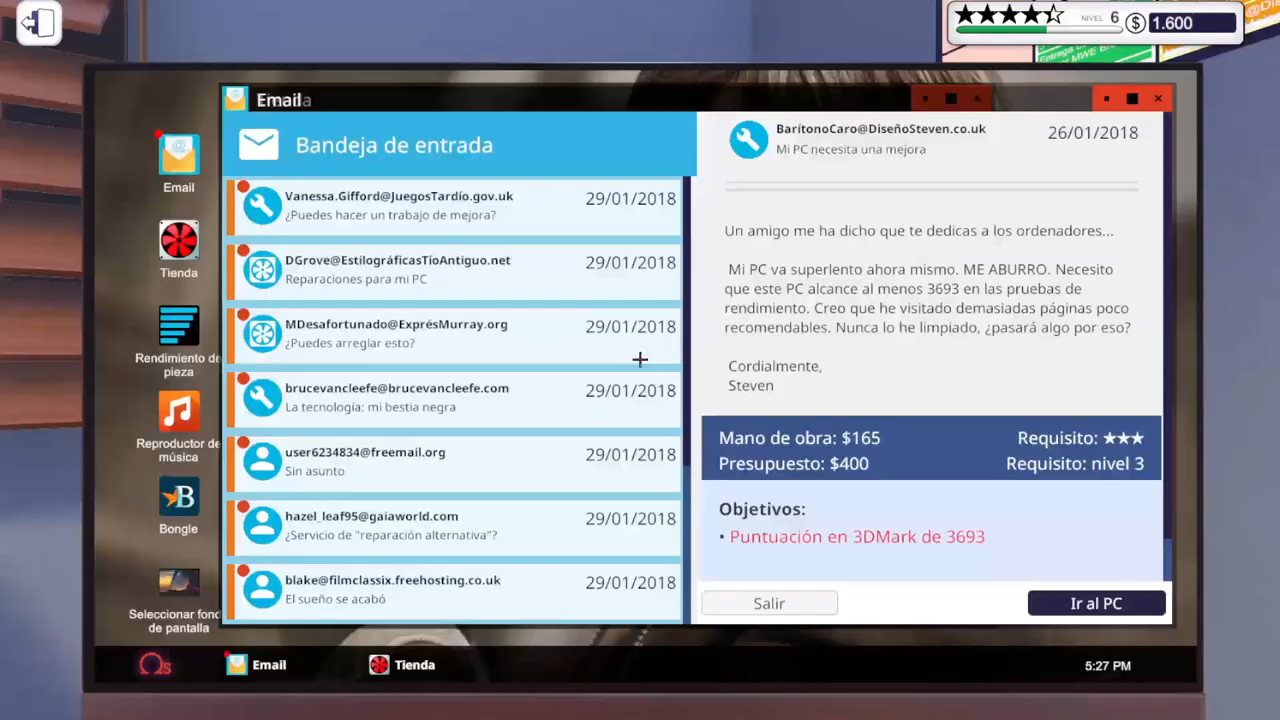 NIVEL 6
$ 1.600
Email
Bandeja de entrada
Vanessa.Gifford@JuegosTardío.gov.uk 29/01/2018
¿Puedes hacer un trabajo de mejora?
DGrove@EstilográficasTíoAntiguo.net 29/01/2018
Reparaciones para mi PC
MDesafortunado@ExprésMurray.org 29/01/2018
¿Puedes arreglar esto?
brucevancleefe@brucevancleefe.com 29/01/2018
La tecnología: mi bestia negra
user6234834@freemail.org 29/01/2018
Sin asunto
hazel_leaf95@gaiaworld.com 29/01/2018
¿Servicio de "reparación alternativa"?
blake@filmclassix.freehosting.co.uk 29/01/2018
El sueño se acabó
BarítonoCaro@DiseñoSteven.co.uk 26/01/2018
Mi PC necesita una mejora
Un amigo me ha dicho que te dedicas a los ordenadores...
Mi PC va superlento ahora mismo. ME ABURRO. Necesito
que este PC alcance al menos 3693 en las pruebas de
rendimiento. Creo que he visitado demasiadas páginas poco
recomendables. Nunca lo he limpiado, ¿pasará algo por eso?
Cordialmente,
Steven
Mano de obra: $165 Requisito: ★★★
Presupuesto: $400 Requisito: nivel 3
Objetivos:
• Puntuación en 3DMark de 3693
Salir
Ir al PC
Email
Tienda
Rendimiento de
pieza
Reproductor de
música
B
Bongle
Seleccionar fond
de pantalla
Ωs
Email
Tienda
5:27 PM